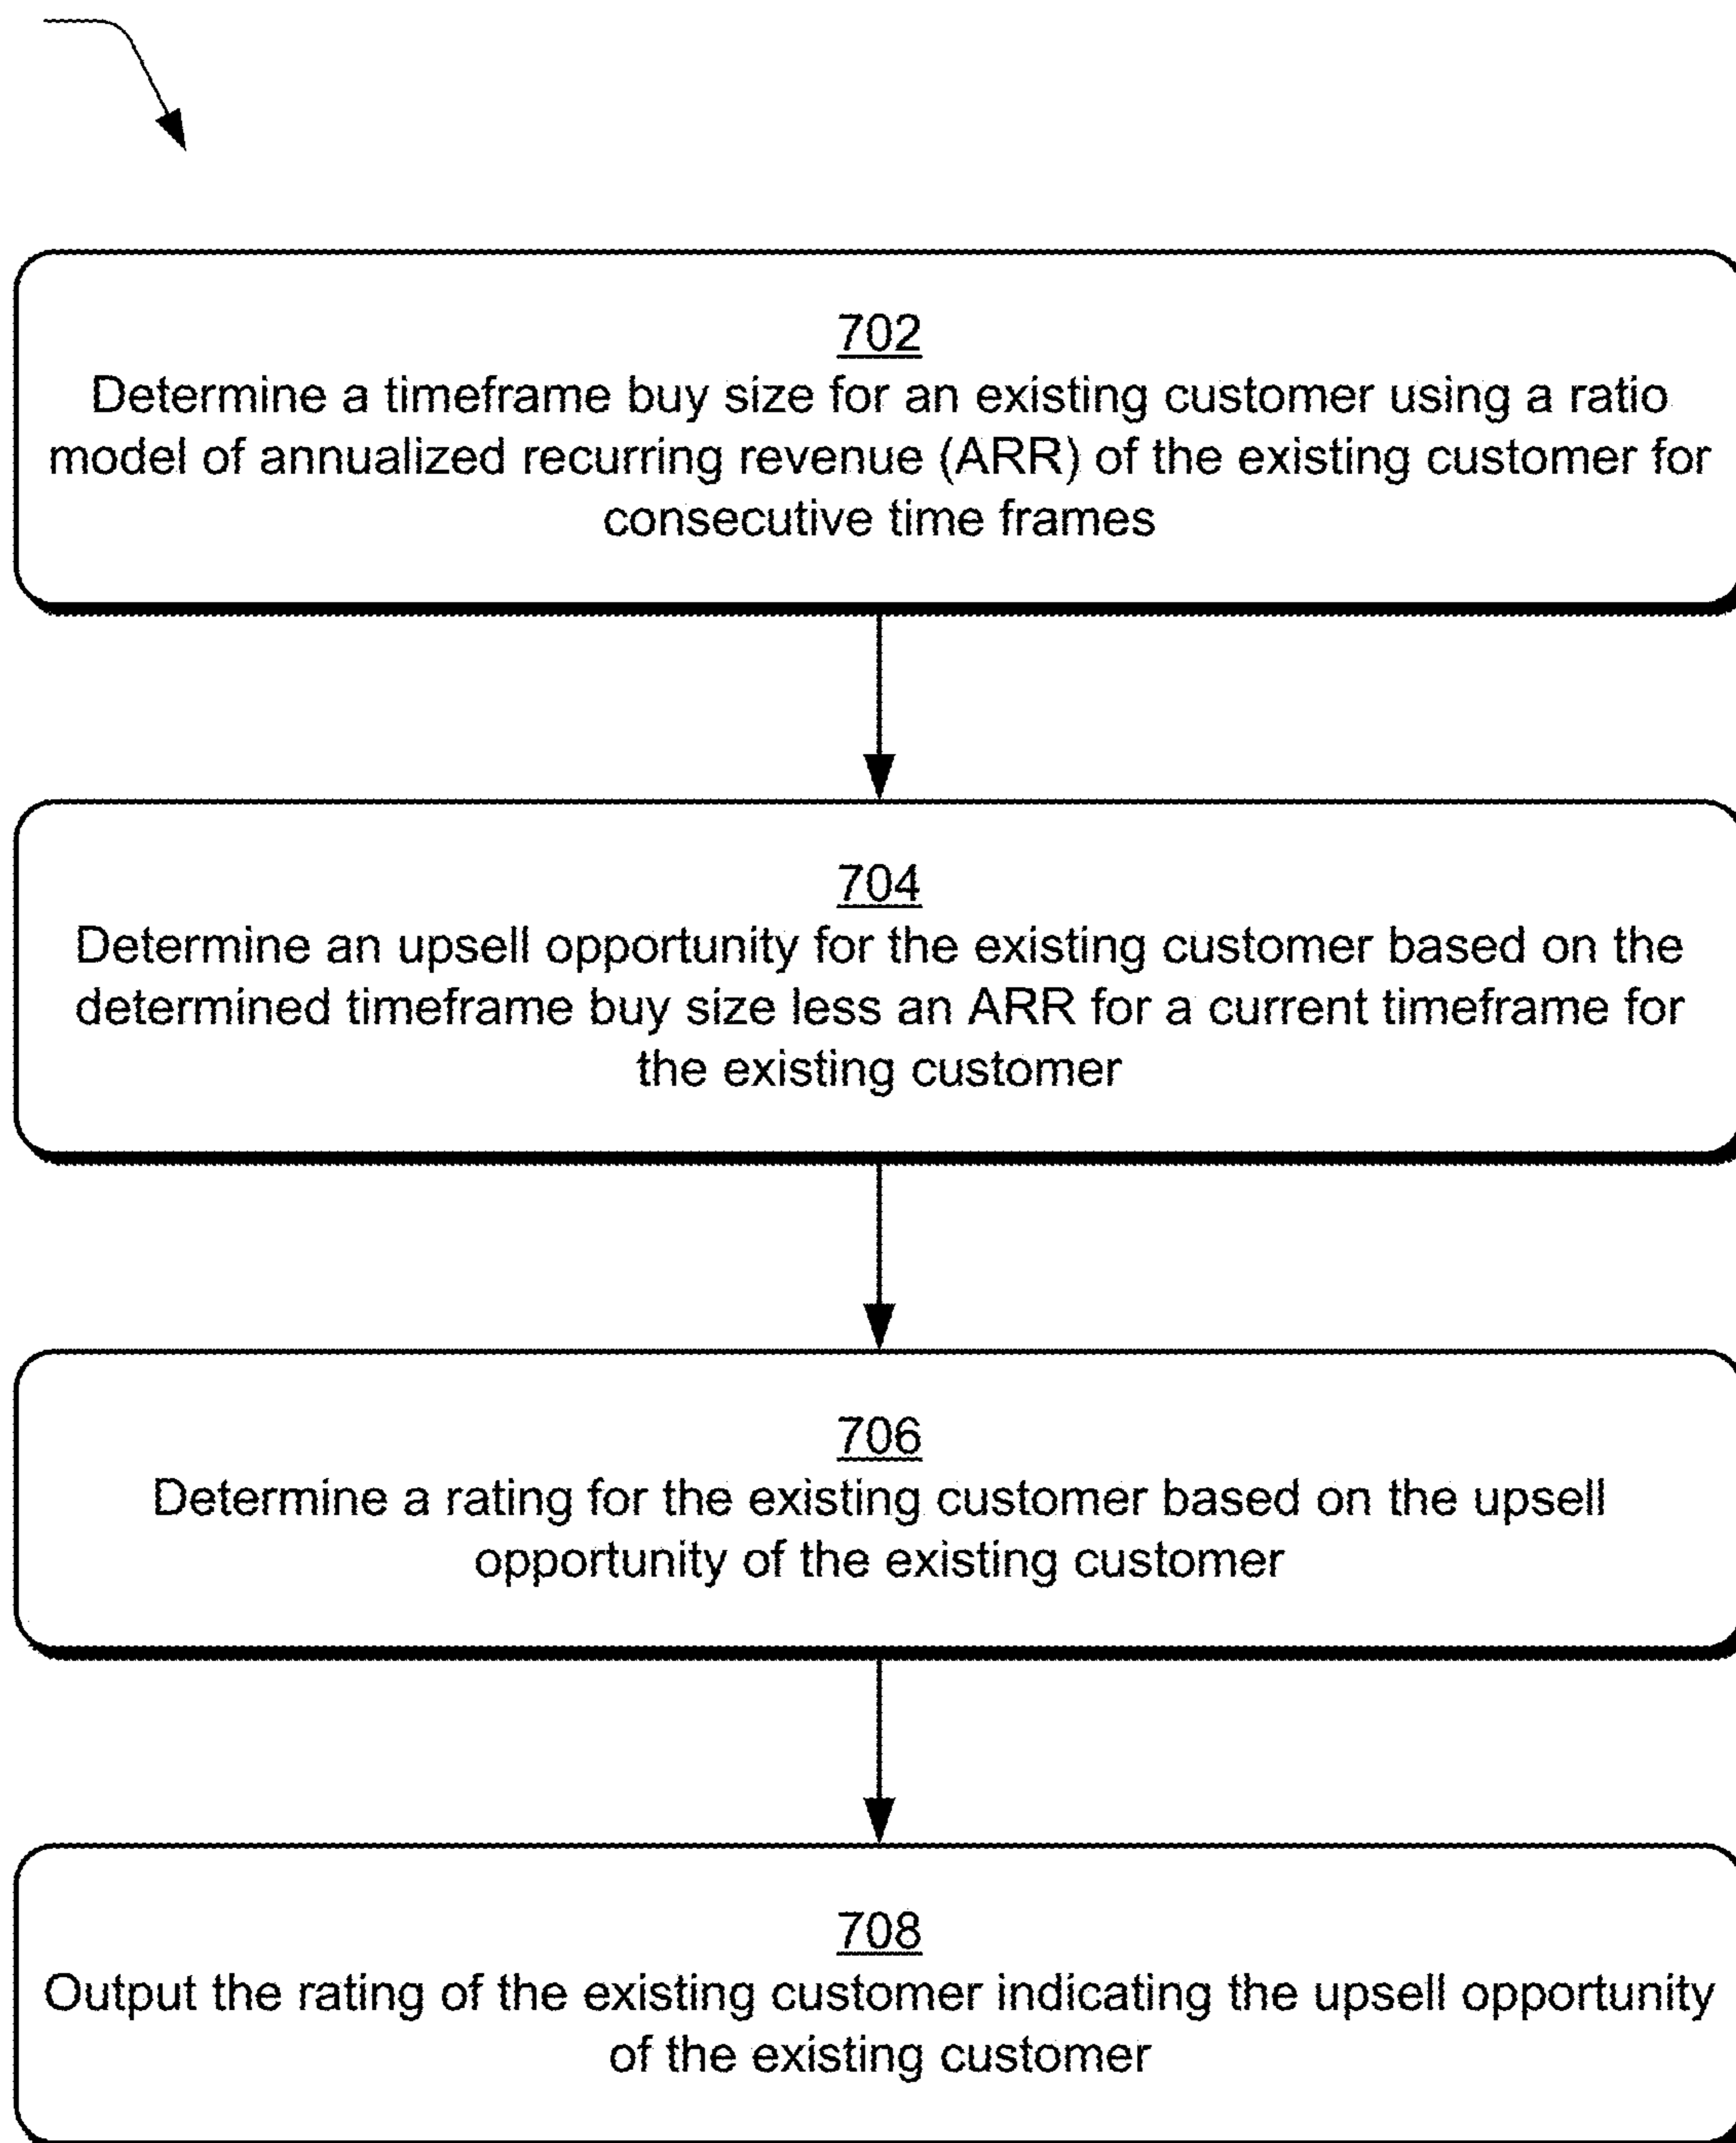 702
Determine a timeframe buy size for an existing customer using a ratio
model of annualized recurring revenue (ARR) of the existing customer for
consecutive time frames
704
Determine an upsell opportunity for the existing customer based on the
determined timeframe buy size less an ARR for a current timeframe for
the existing customer
706
Determine a rating for the existing customer based on the upsell
opportunity of the existing customer
708
Output the rating of the existing customer indicating the upsell opportunity
of the existing customer